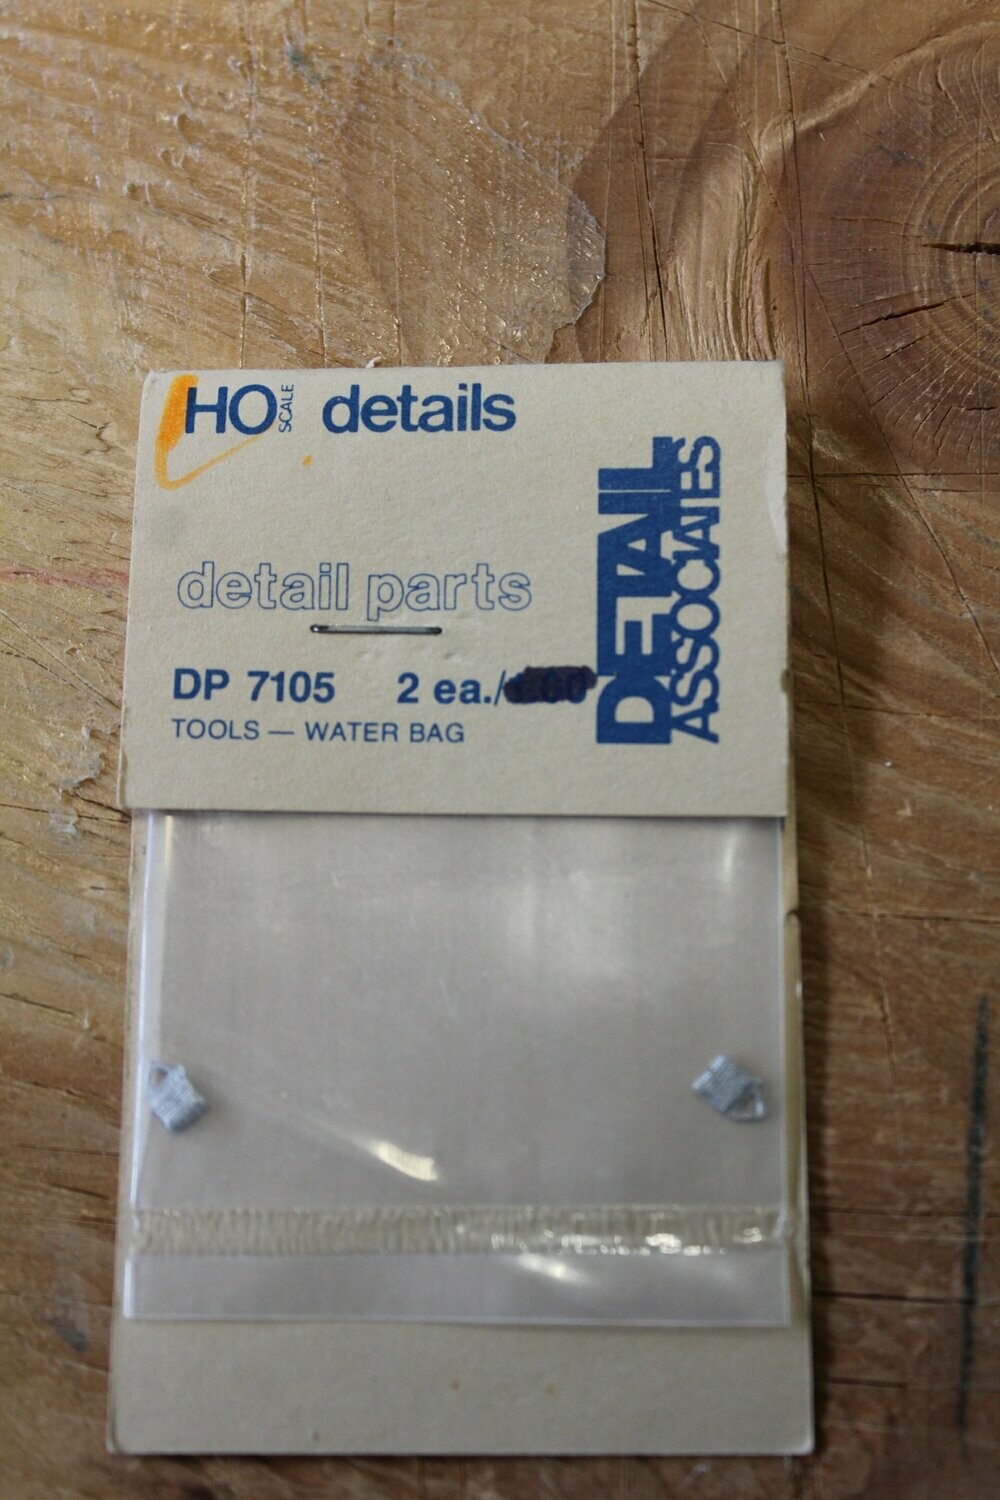 HO SCALE details
detail parts
DP 7105 2 ea./
TOOLS — WATER BAG
DETAIL
ASSOCIATES